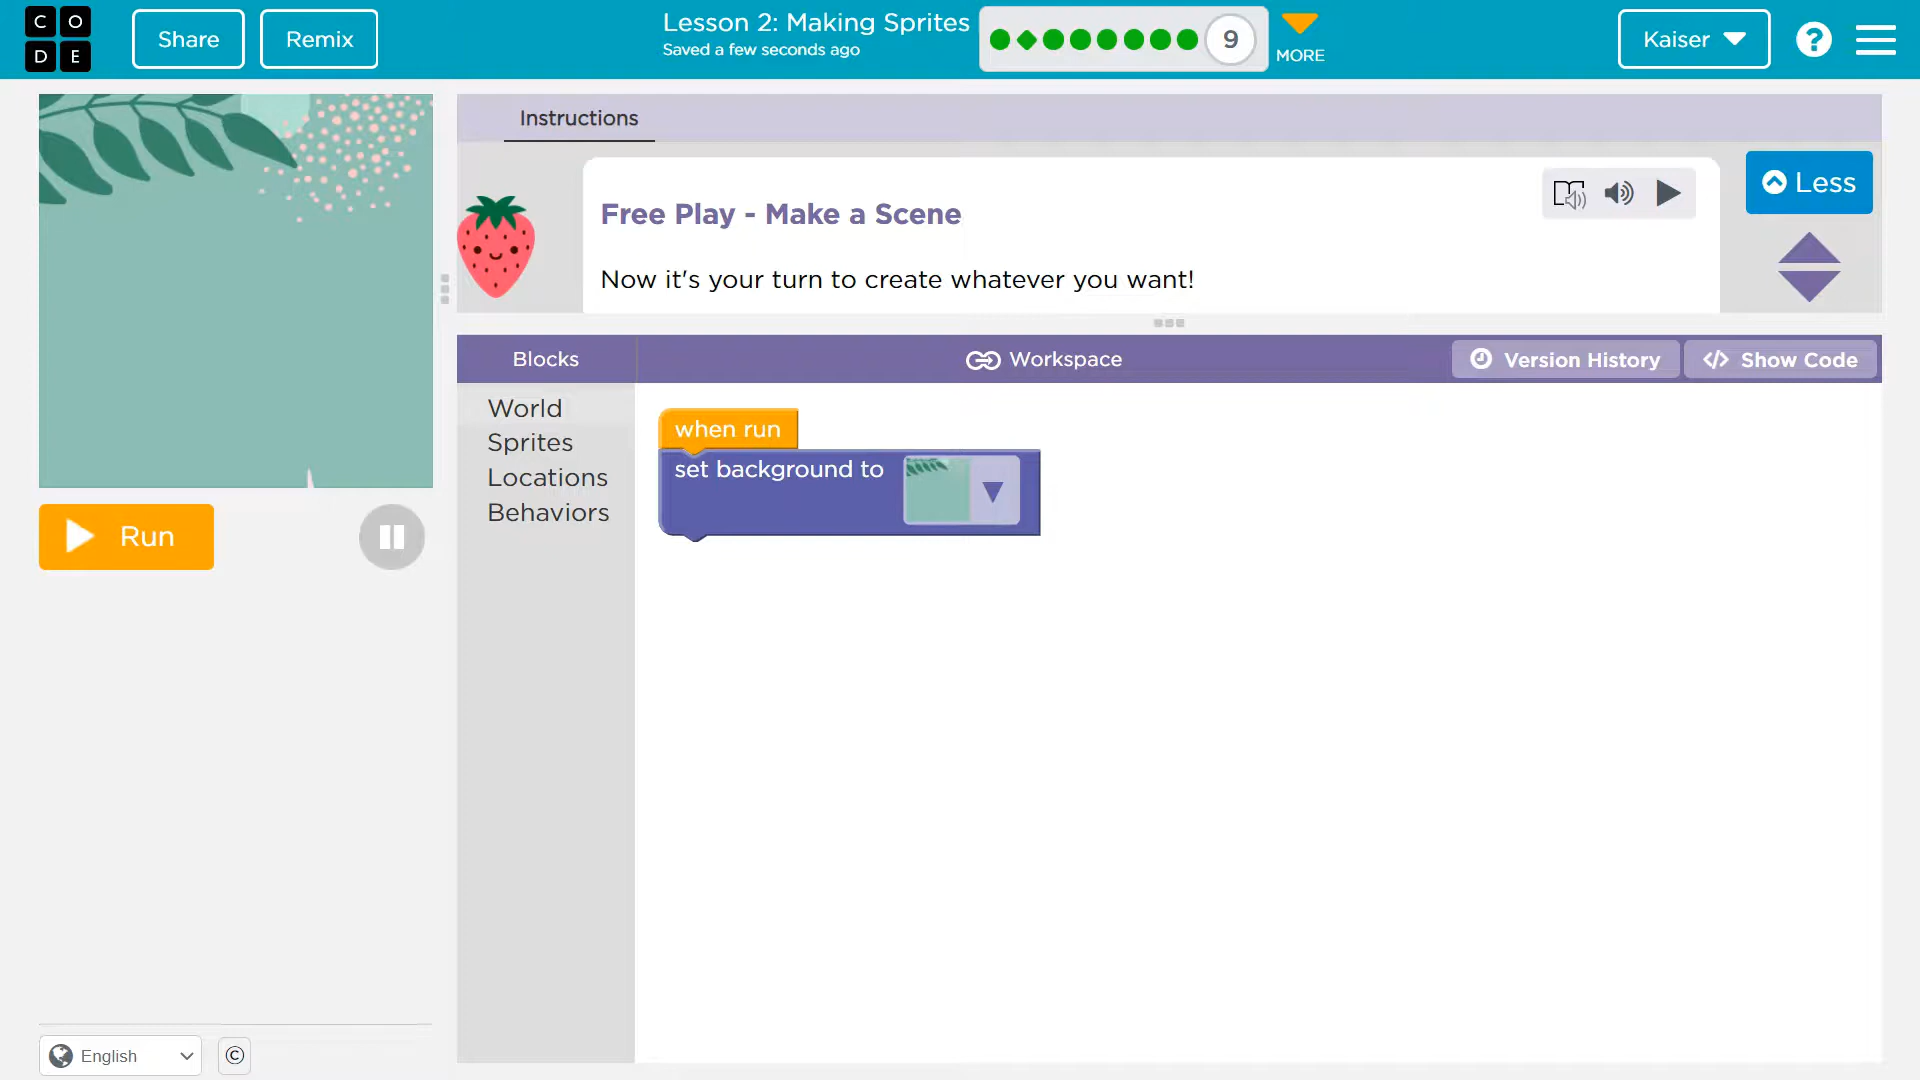 CODE
Share
Remix
Lesson 2: Making Sprites
Saved a few seconds ago
9
MORE
Kaiser
?
Instructions
Free Play - Make a Scene
Now it's your turn to create whatever you want!
Less
Blocks
Workspace
Version History
Show Code
World
Sprites
Locations
Behaviors
when run
set background to
Run
English
©